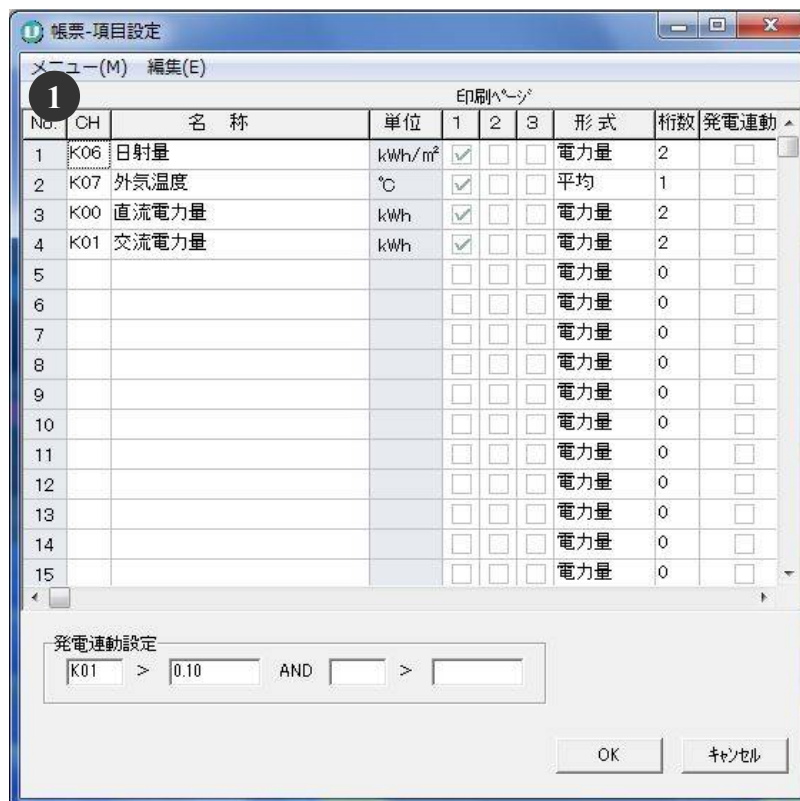 帳票-項目設定
メニュー(M) 編集(E)
1
印刷ページ
No. CH 名 称 単位 1 2 3 形式 桁数 発電連動
1 K06 日射量 kWh/m² 電力量 2
2 K07 外気温度 ℃ 平均 1
3 K00 直流電力量 kWh 電力量 2
4 K01 交流電力量 kWh 電力量 2
5 電力量 0
6 電力量 0
7 電力量 0
8 電力量 0
9 電力量 0
10 電力量 0
11 電力量 0
12 電力量 0
13 電力量 0
14 電力量 0
15 電力量 0
発電連動設定
K01 > 0.10 AND >
OK キャンセル